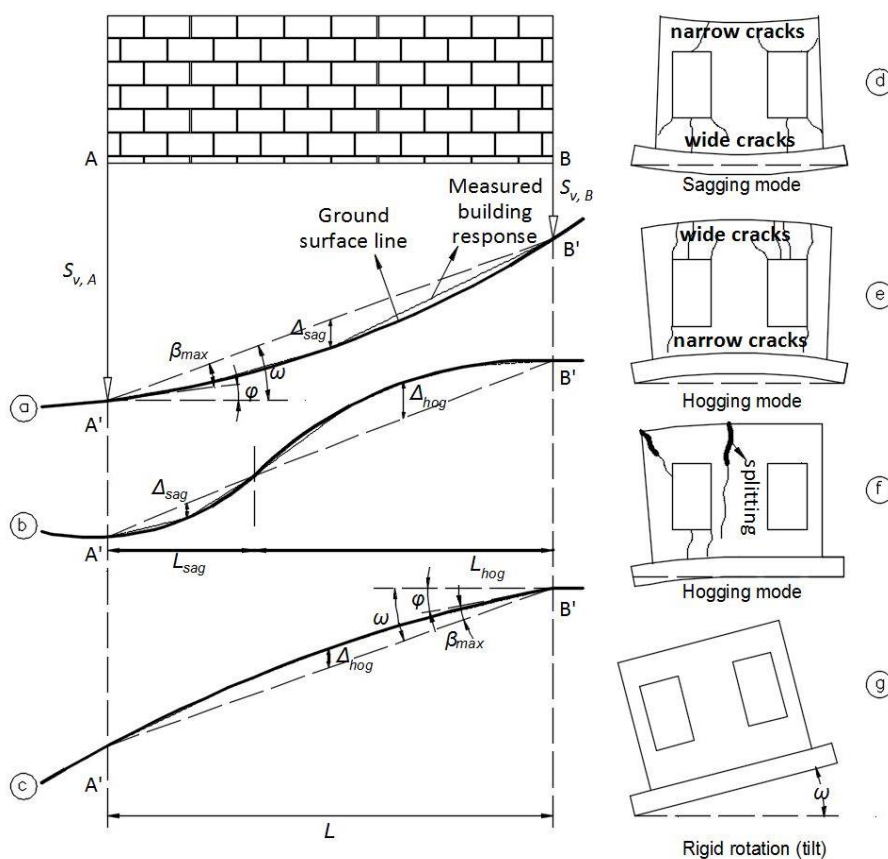 A
B
S_v, A
S_v, B
Ground
surface line
Measured
building
response
B'
Δ_sag
β_max
ω
φ
a
A'
B'
Δ_hog
Δ_sag
b
A'
L_sag
L_hog
ω
φ
β_max
B'
Δ_hog
c
A'
L
narrow cracks
wide cracks
Sagging mode
d
wide cracks
narrow cracks
Hogging mode
e
splitting
Hogging mode
f
g
ω
Rigid rotation (tilt)